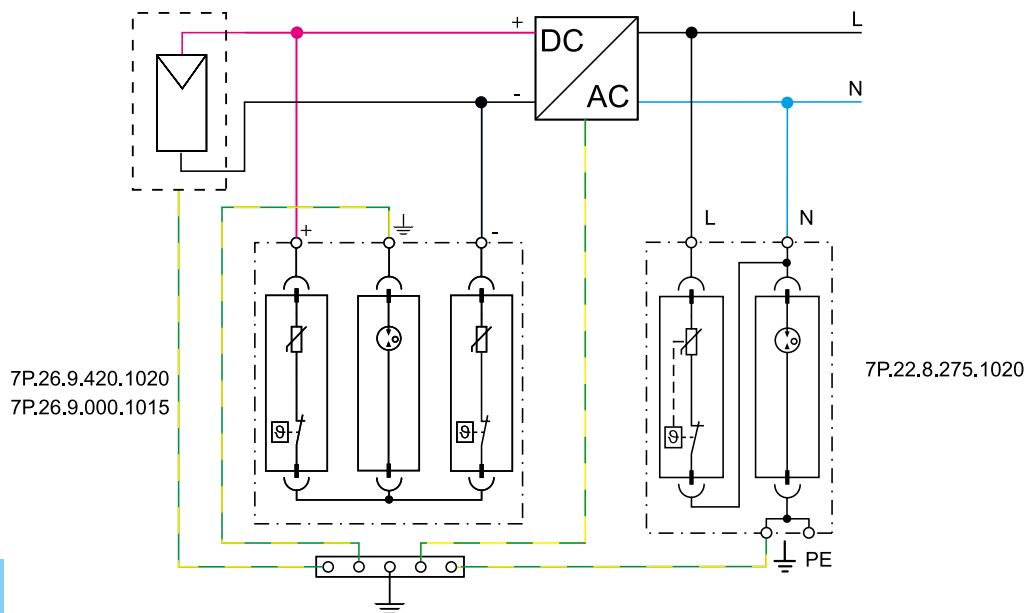 +
L
DC
-
AC
N
+
-
L
N
ϑ
ϑ
ϑ
7P.26.9.420.1020
7P.26.9.000.1015
7P.22.8.275.1020
PE